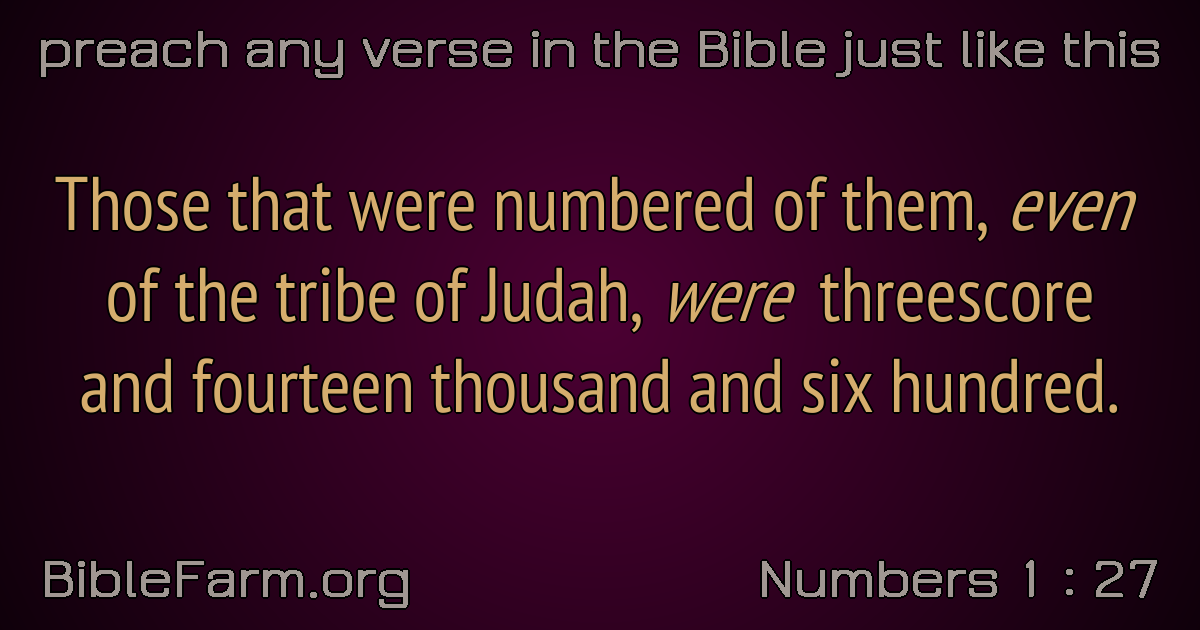 preach any verse in the Bible just like this
Those that were numbered of them, even
of the tribe of Judah, were threescore
and fourteen thousand and six hundred.
BibleFarm.org
Numbers 1 : 27